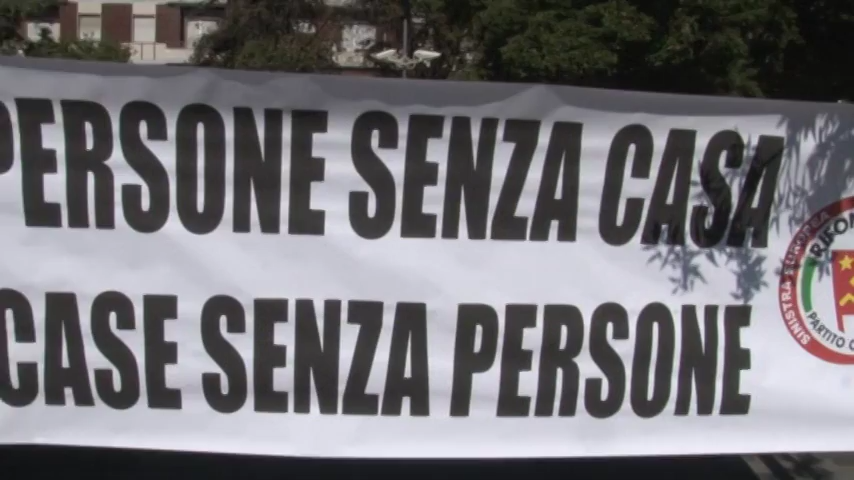 PERSONE SENZA CASA
CASE SENZA PERSONE
SINISTRA EUROPEA
PARTITO